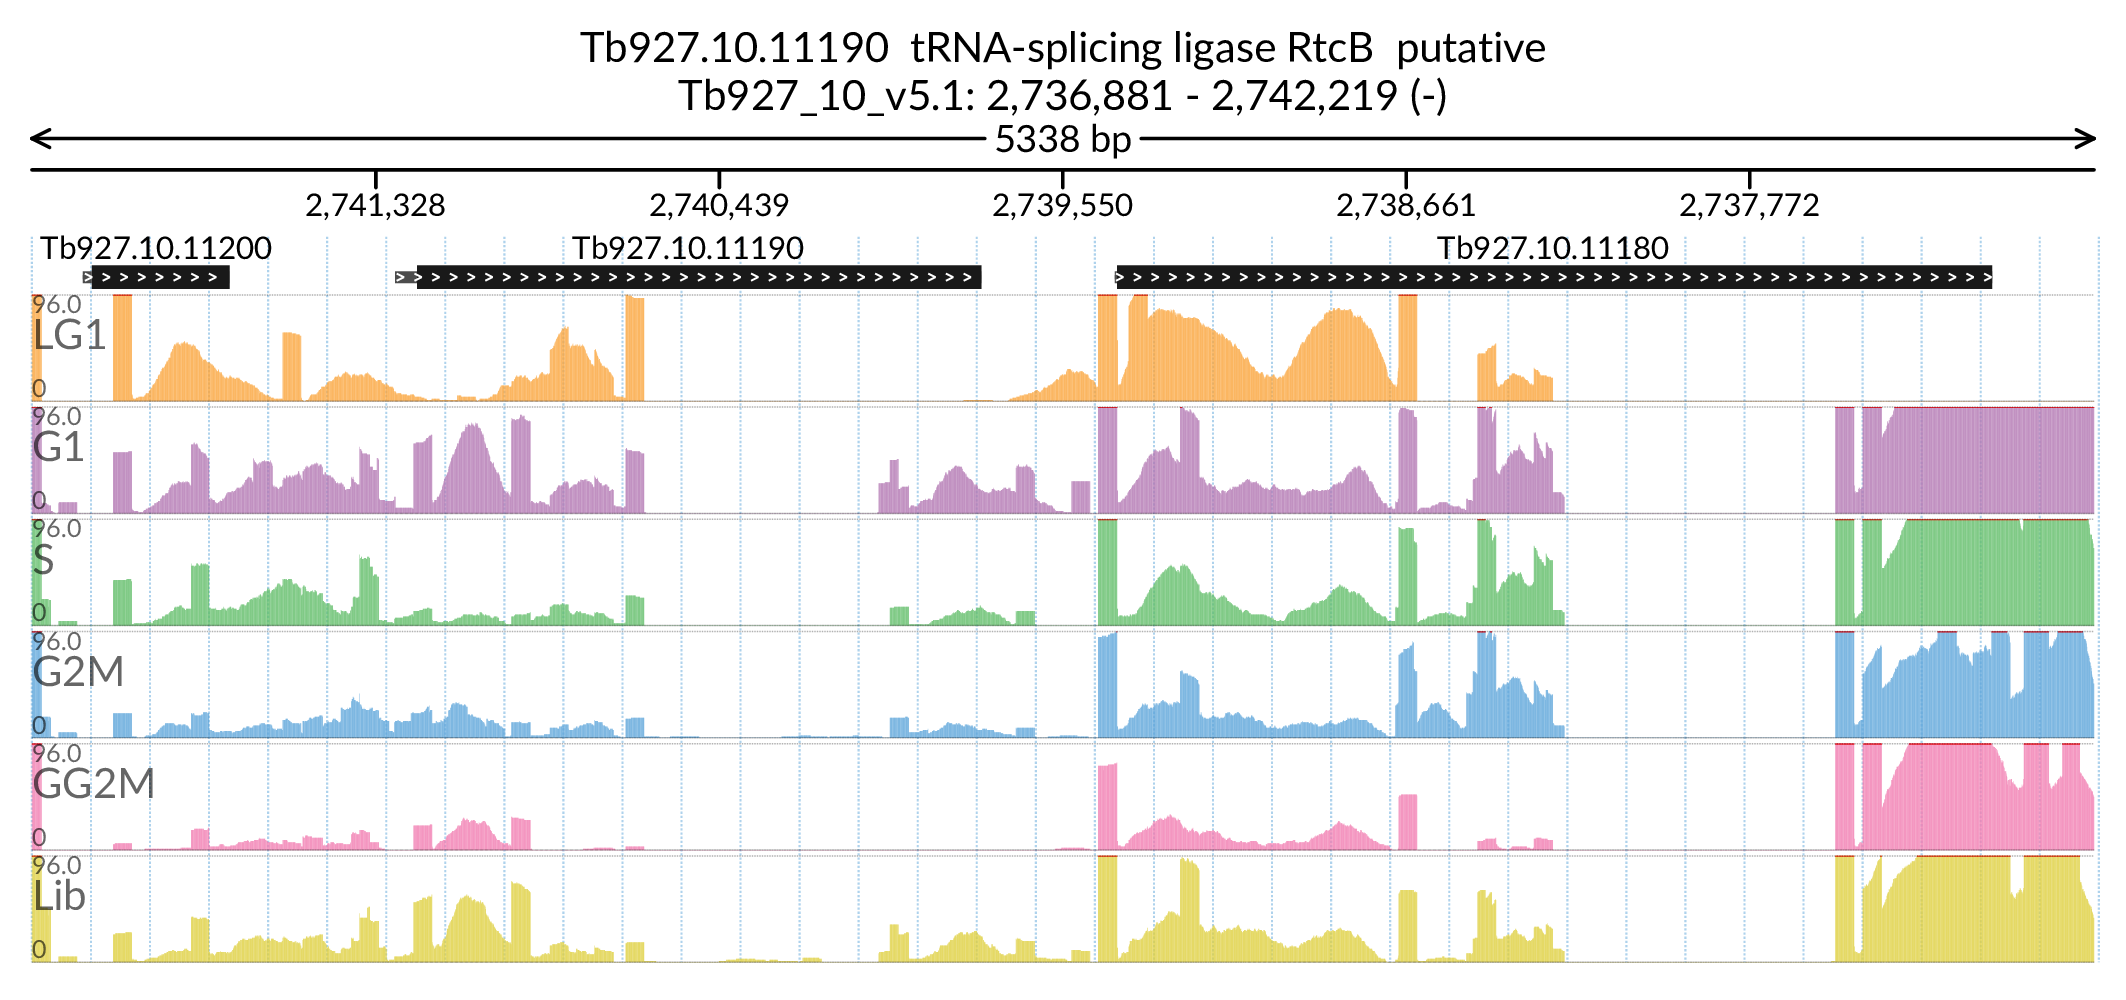 Tb927.10.11190 tRNA-splicing ligase RtcB putative
Tb927_10_v5.1: 2,736,881 - 2,742,219 (-)
5338 bp
2,741,328 2,740,439 2,739,550 2,738,661 2,737,772
Tb927.10.11200 Tb927.10.11190 Tb927.10.11180
96.0
LG1
0
96.0
G1
0
96.0
S
0
96.0
G2M
0
96.0
GG2M
0
96.0
Lib
0